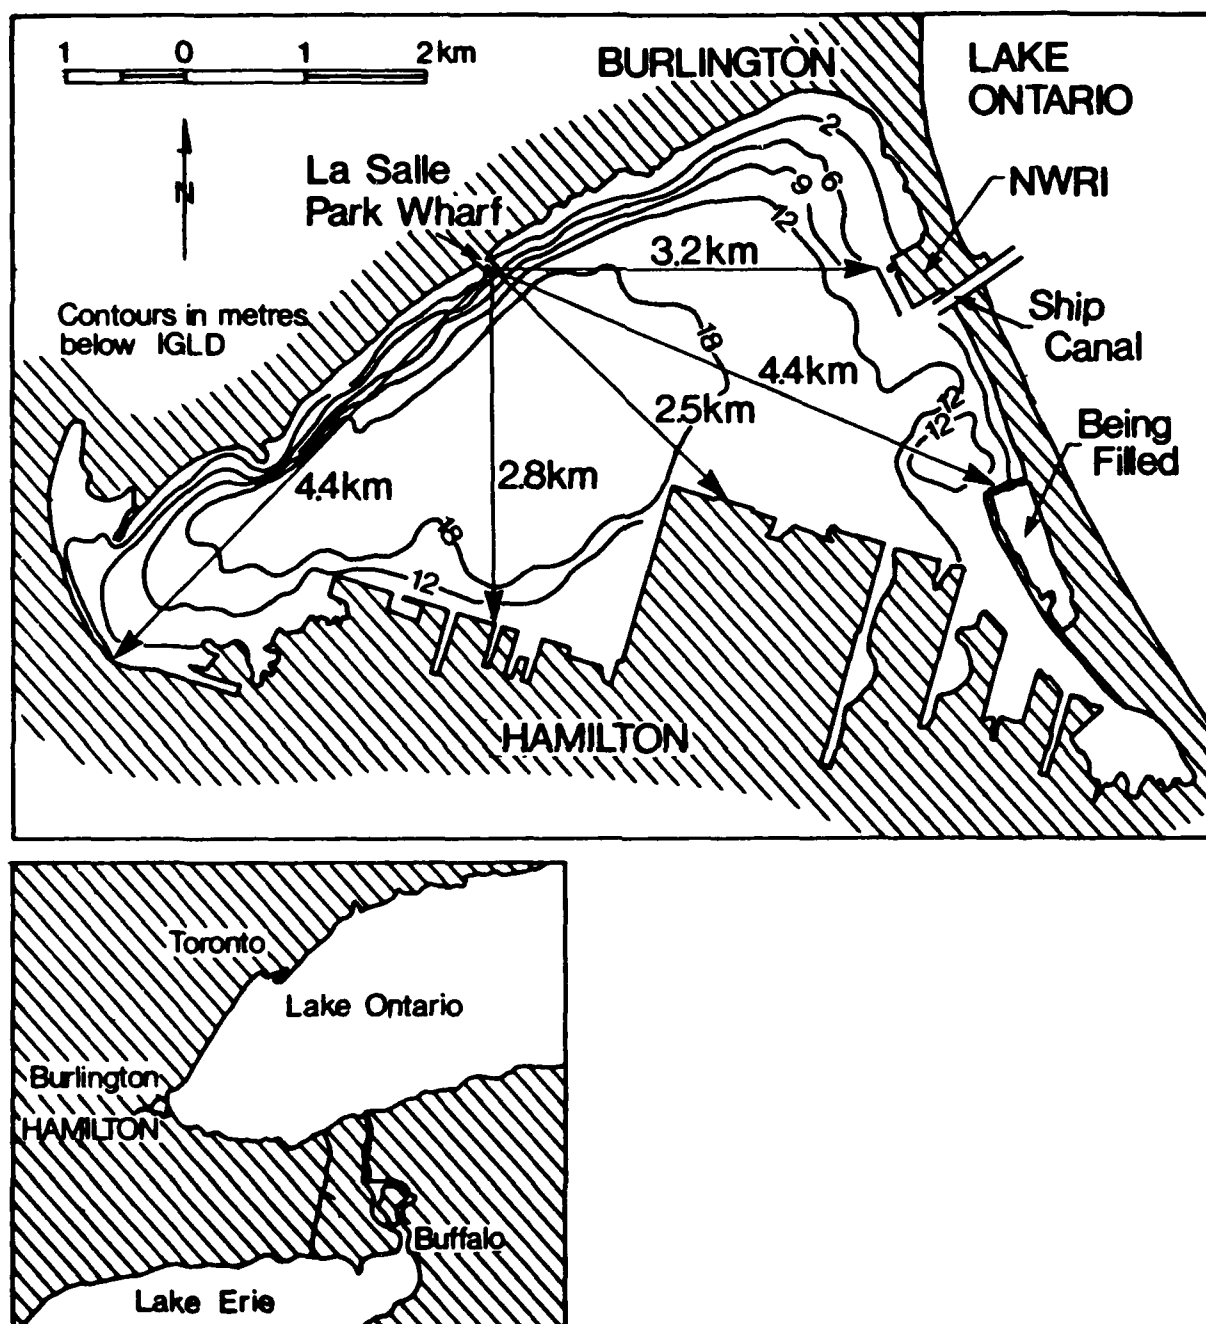 1 0 1 2km
BURLINGTON
LAKE
ONTARIO
La Salle
Park Wharf
2
6
9
12
NWRI
3.2km
Contours in metres
below IGLD
Ship
Canal
18
4.4km
2.5km
12
12
Being
Filled
4.4km
2.8km
18
12
HAMILTON
N
Toronto
Lake Ontario
Burlington
HAMILTON
Buffalo
Lake Erie